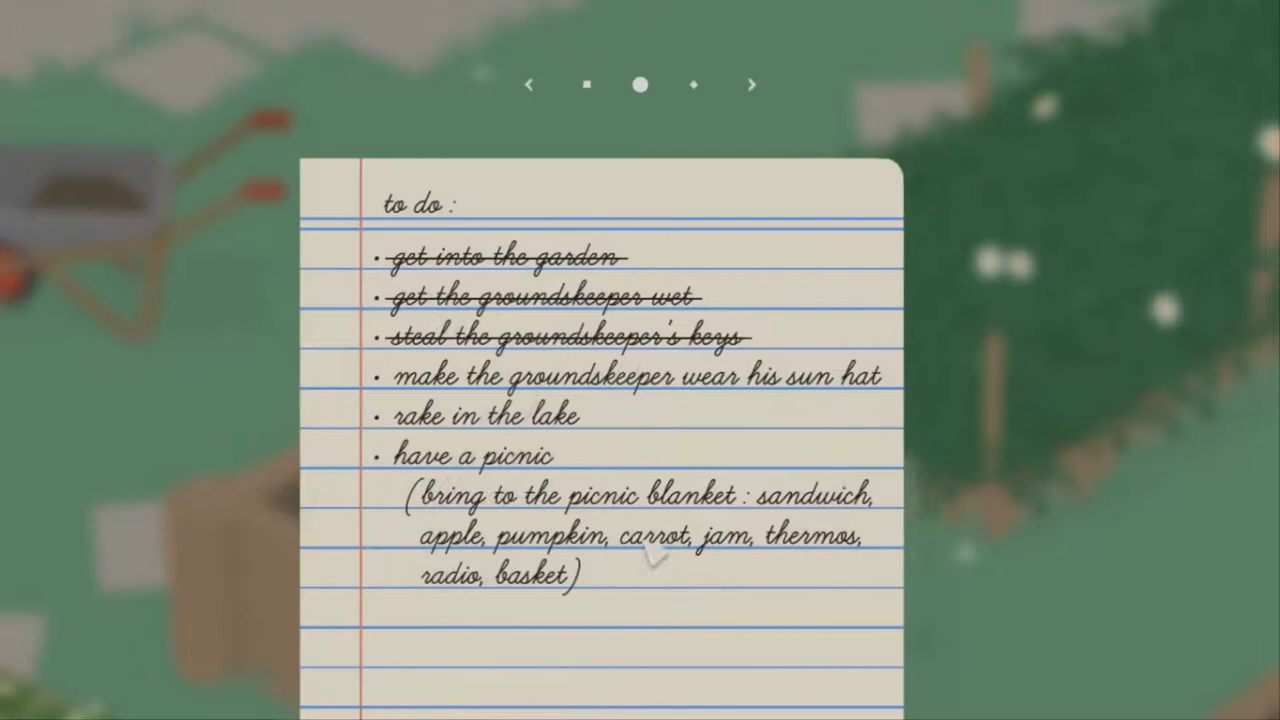 to do :
• get into the garden
• get the groundskeeper wet
• steal the groundskeeper's keys
• make the groundskeeper wear his sun hat
• rake in the lake
• have a picnic
(bring to the picnic blanket : sandwich,
apple, pumpkin, carrot, jam, thermos,
radio, basket)